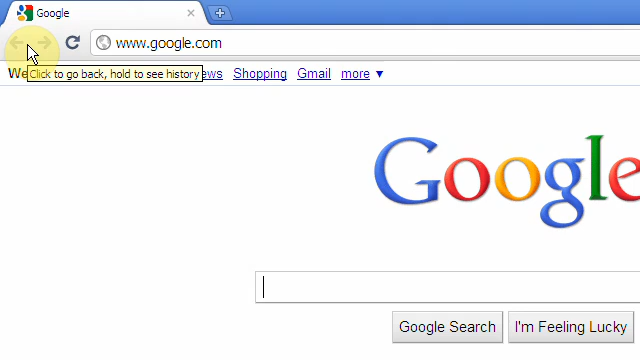 Google
www.google.com
We
Click to go back, hold to see history
ews Shopping Gmail more ▼
Google
Google Search
I'm Feeling Lucky